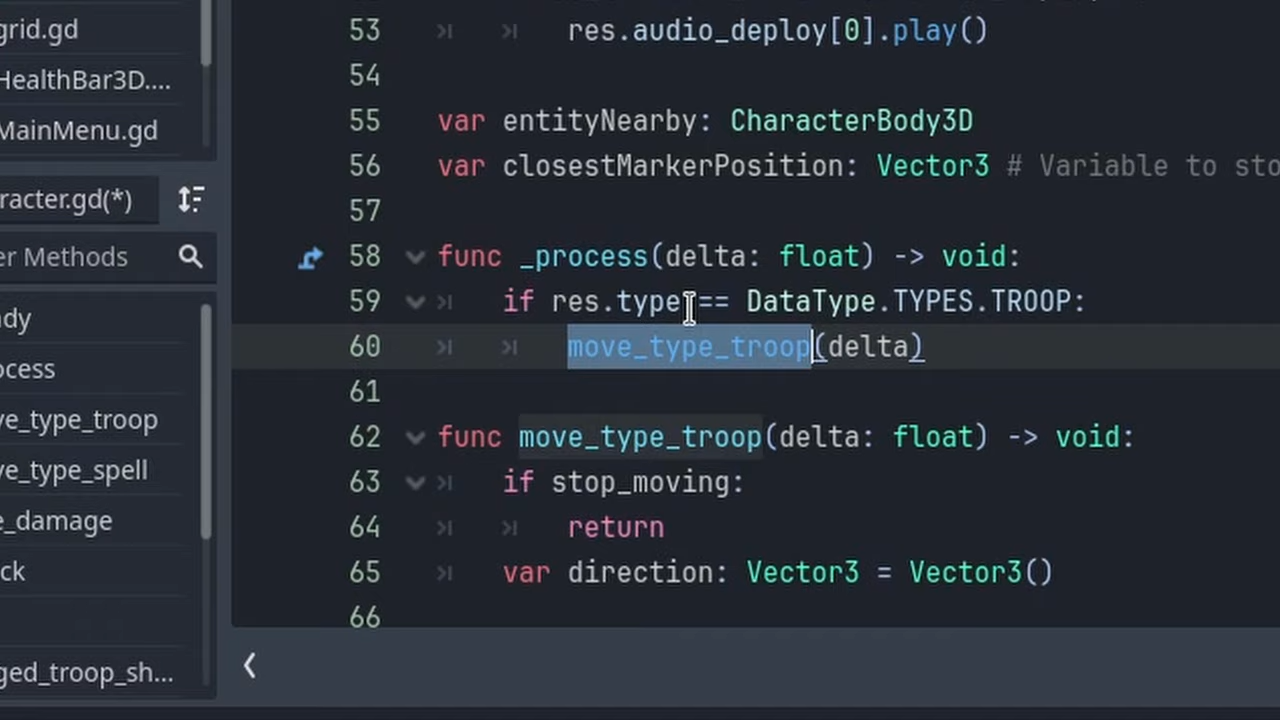 grid.gd
HealthBar3D....
MainMenu.gd
racter.gd(*)
er Methods
dy
ocess
ve_type_troop
ve_type_spell
e_damage
ck
ged_troop_sh...
53 res.audio_deploy[0].play()
54
55 var entityNearby: CharacterBody3D
56 var closestMarkerPosition: Vector3 # Variable to sto
57
58 func _process(delta: float) -> void:
59 if res.type == DataType.TYPES.TROOP:
60 move_type_troop(delta)
61
62 func move_type_troop(delta: float) -> void:
63 if stop_moving:
64 return
65 var direction: Vector3 = Vector3()
66